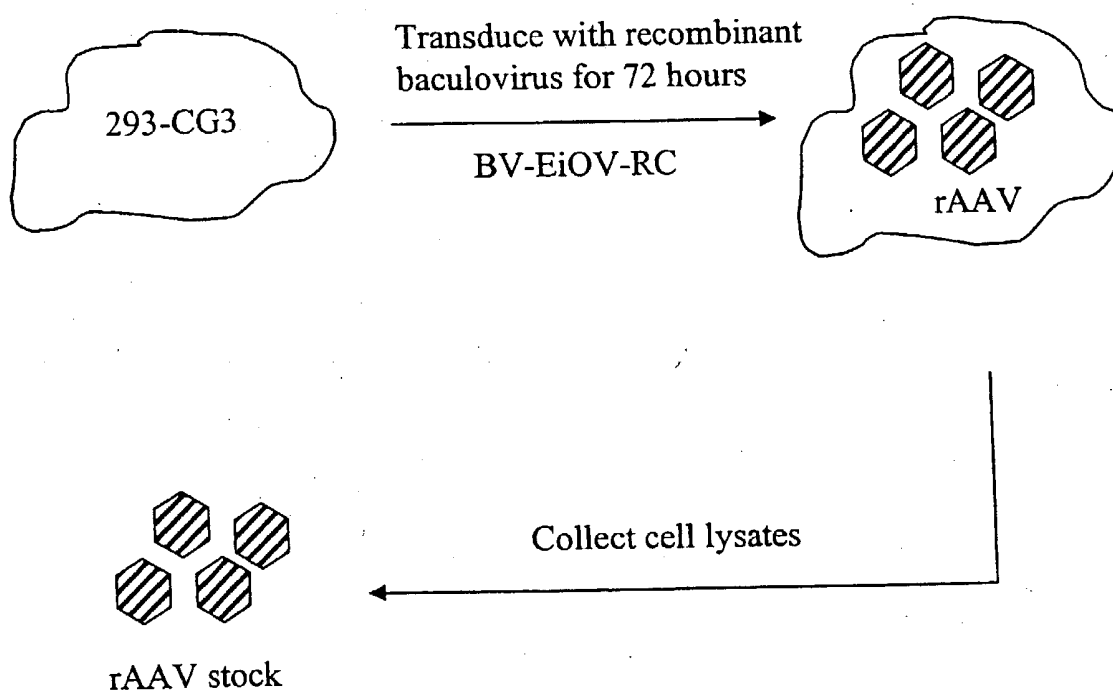 293-CG3
Transduce with recombinant
baculovirus for 72 hours
BV-EiOV-RC
rAAV
Collect cell lysates
rAAV stock